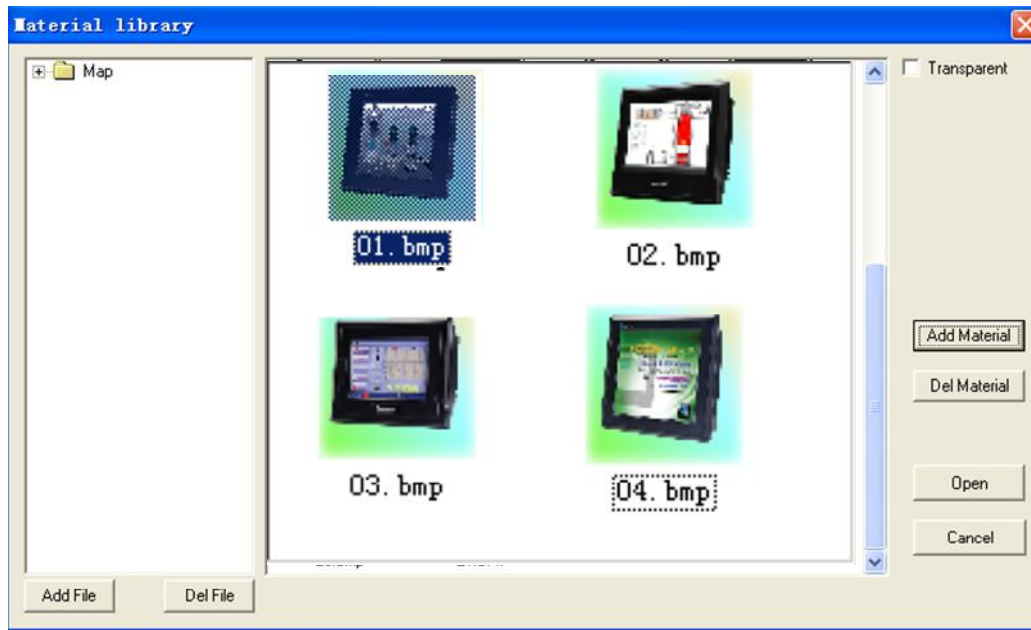 Material library
Map
Transparent
01. bmp
02. bmp
Add Material
Del Material
03. bmp
04. bmp
Open
Cancel
Add File
Del File